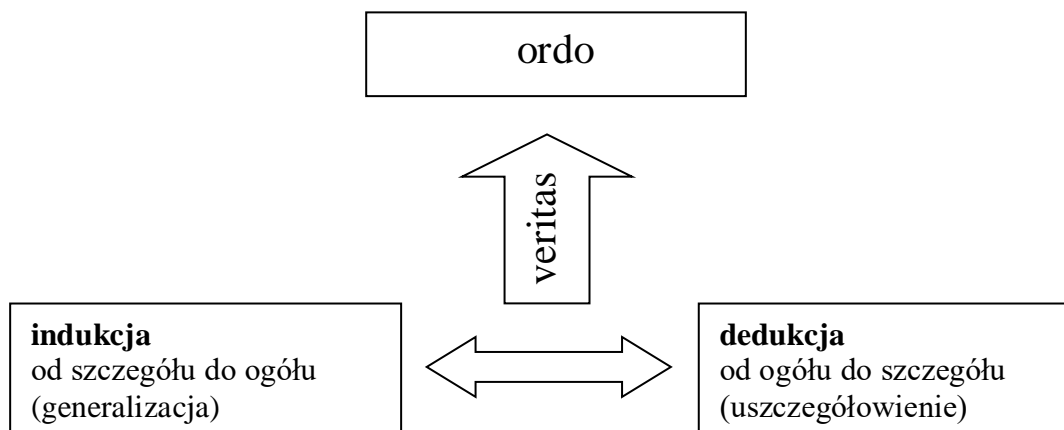 ordo
veritas
indukcja
od szczegółu do ogółu
(generalizacja)
dedukcja
od ogółu do szczegółu
(uszczegółowienie)